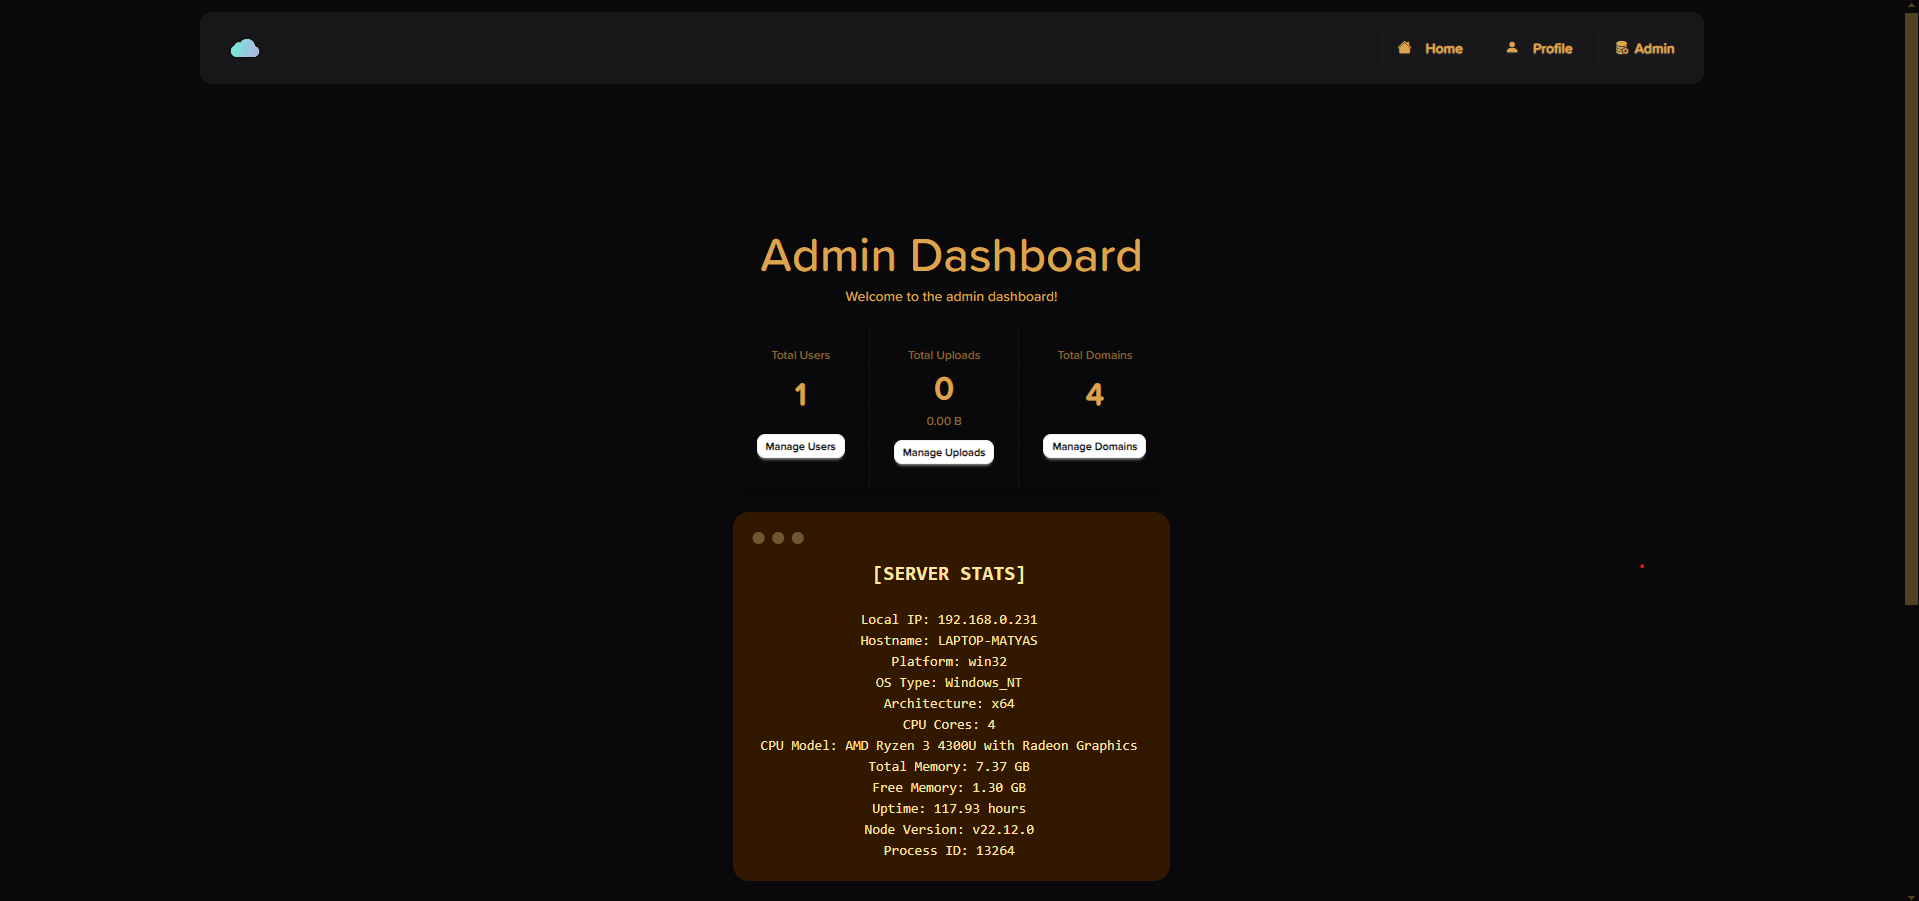 Home Profile Admin
Admin Dashboard
Welcome to the admin dashboard!
Total Users
1
Manage Users
Total Uploads
0
0.00 B
Manage Uploads
Total Domains
4
Manage Domains
[SERVER STATS]
Local IP: 192.168.0.231
Hostname: LAPTOP-MATYAS
Platform: win32
OS Type: Windows_NT
Architecture: x64
CPU Cores: 4
CPU Model: AMD Ryzen 3 4300U with Radeon Graphics
Total Memory: 7.37 GB
Free Memory: 1.30 GB
Uptime: 117.93 hours
Node Version: v22.12.0
Process ID: 13264